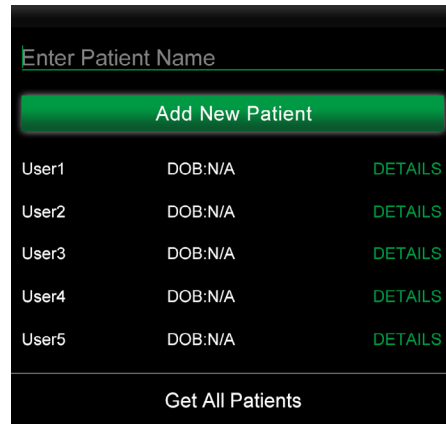 Enter Patient Name
Add New Patient
User1 DOB:N/A DETAILS
User2 DOB:N/A DETAILS
User3 DOB:N/A DETAILS
User4 DOB:N/A DETAILS
User5 DOB:N/A DETAILS
Get All Patients